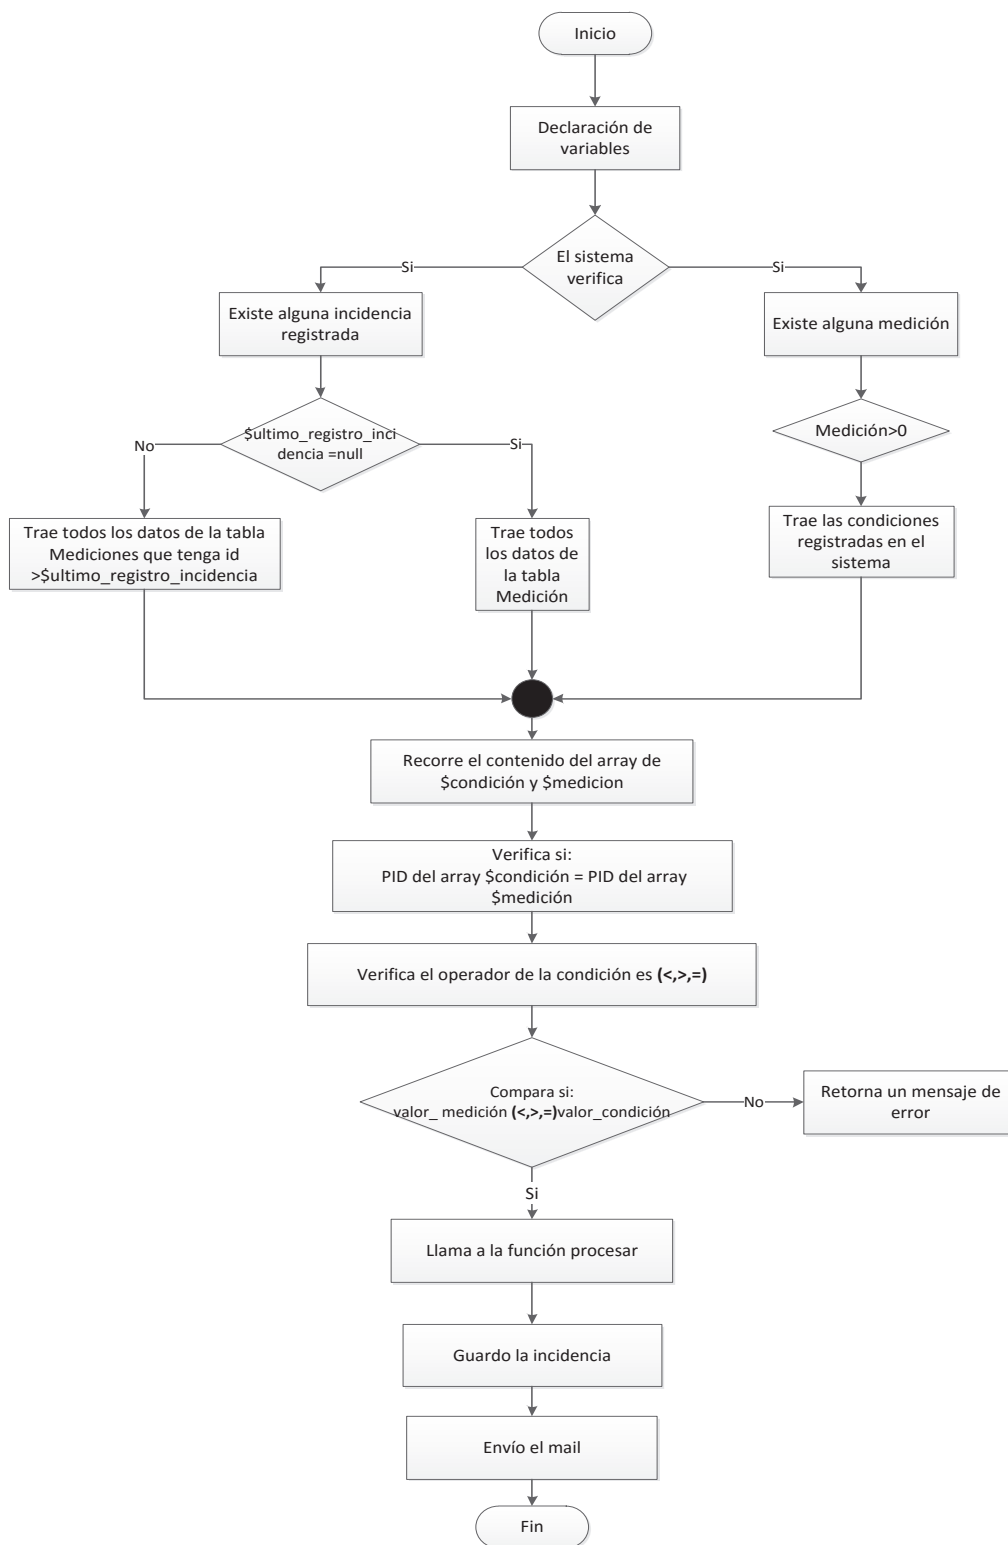 Inicio
Declaración de
variables
El sistema
verifica
Si
Si
Existe alguna incidencia
registrada
Existe alguna medición
$ultimo_registro_inci
dencia =null
No
Si
Medición>0
Trae todos los datos de la tabla
Mediciones que tenga id
>$ultimo_registro_incidencia
Trae todos
los datos de
la tabla
Medición
Trae las condiciones
registradas en el
sistema
Recorre el contenido del array de
$condición y $medicion
Verifica si:
PID del array $condición = PID del array
$medición
Verifica el operador de la condición es (<,>,=)
Compara si:
valor_ medición (<,>,=)valor_condición
No
Retorna un mensaje de
error
Si
Llama a la función procesar
Guardo la incidencia
Envío el mail
Fin